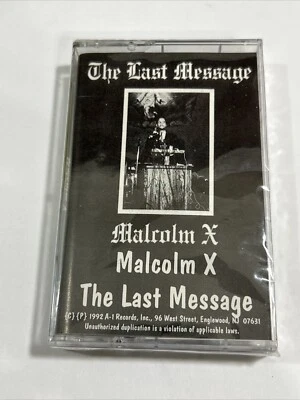 The Last Message
Malcolm X
Malcolm X
The Last Message
(C) (P) 1992 A-1 Records, Inc., 96 West Street, Englewood, NJ 07631
Unauthorized duplication is a violation of applicable laws.